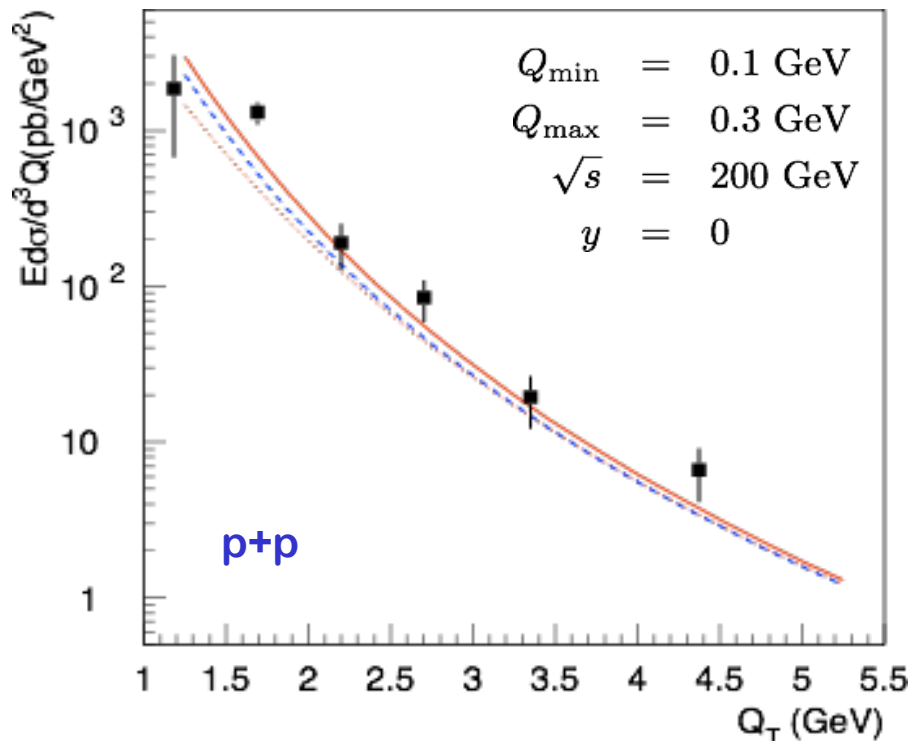 Edσ/d³Q(pb/GeV²)
10³
10²
10
1
Q_min = 0.1 GeV
Q_max = 0.3 GeV
√s = 200 GeV
y = 0
p+p
1 1.5 2 2.5 3 3.5 4 4.5 5 5.5
Q_T (GeV)